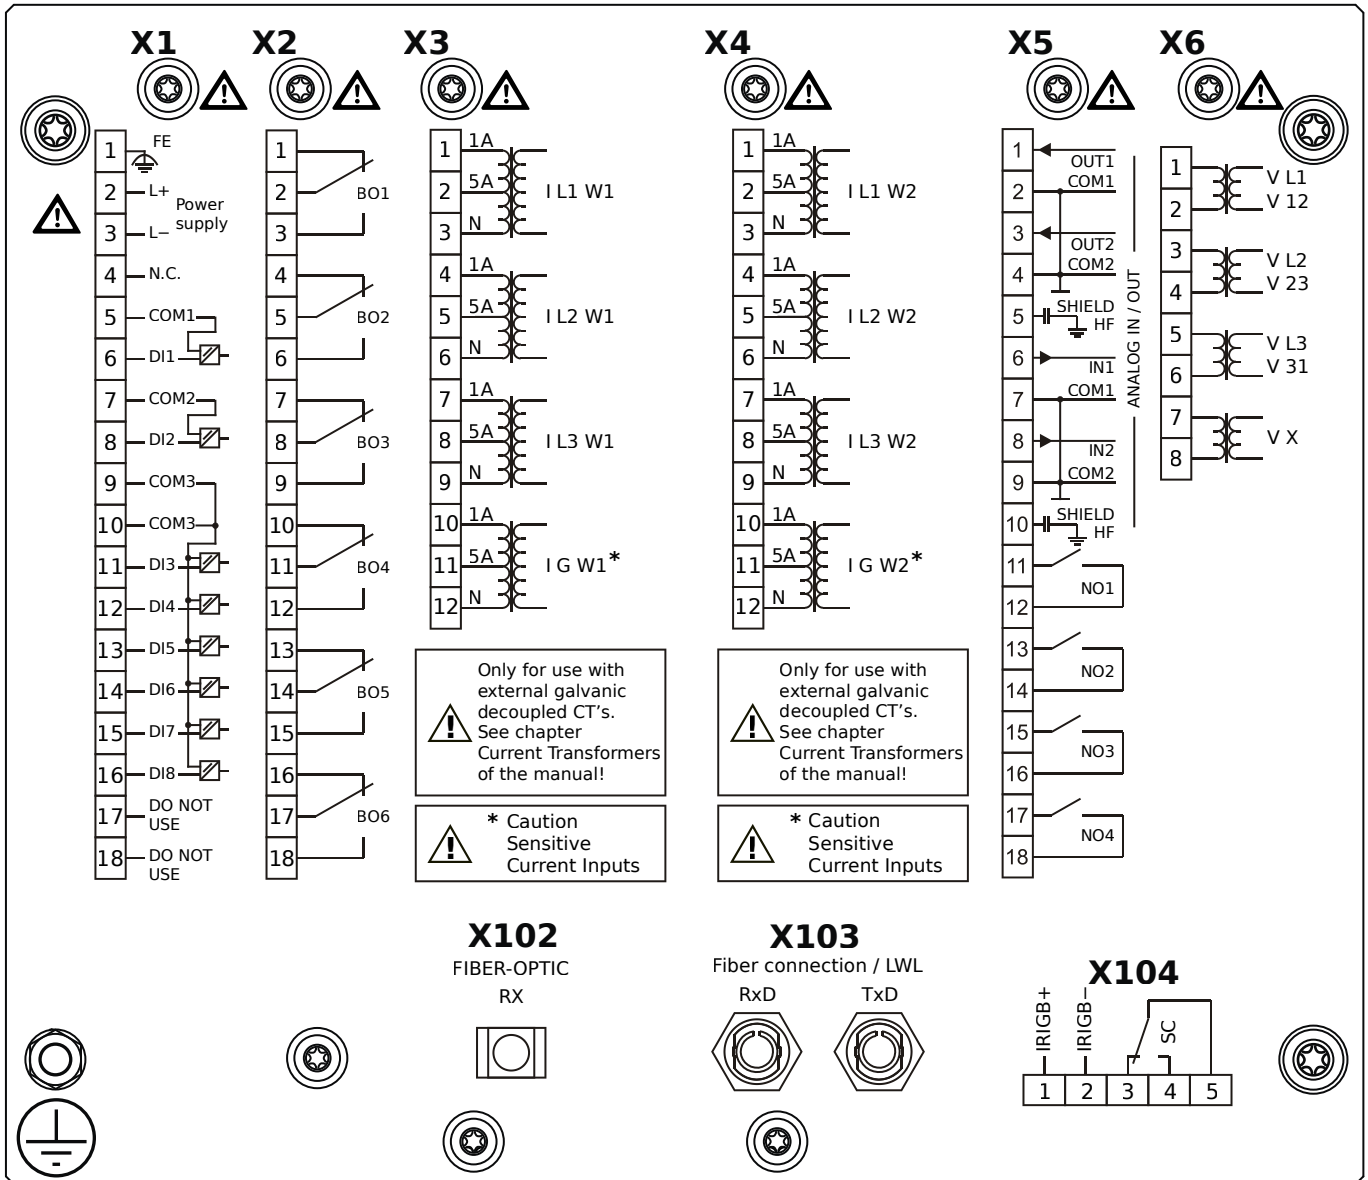 X1
X2
X3
X4
X5
X6
1 FE
2 L+
Power
supply
3 L−
4 N.C.
5 COM1
6 DI1
7 COM2
8 DI2
9 COM3
10 COM3
11 DI3
12 DI4
13 DI5
14 DI6
15 DI7
16 DI8
17 DO NOT
USE
18 DO NOT
USE
1
2 BO1
3
4
5 BO2
6
7
8 BO3
9
10
11 BO4
12
13
14 BO5
15
16
17 BO6
18
1 1A
2 5A I L1 W1
3 N
4 1A
5 5A I L2 W1
6 N
7 1A
8 5A I L3 W1
9 N
10 1A
11 5A I G W1*
12 N
Only for use with
external galvanic
decoupled CT's.
See chapter
Current Transformers
of the manual!
* Caution
Sensitive
Current Inputs
1 1A
2 5A I L1 W2
3 N
4 1A
5 5A I L2 W2
6 N
7 1A
8 5A I L3 W2
9 N
10 1A
11 5A I G W2*
12 N
Only for use with
external galvanic
decoupled CT's.
See chapter
Current Transformers
of the manual!
* Caution
Sensitive
Current Inputs
1 OUT1
2 COM1
3 OUT2
4 COM2
5 SHIELD
HF
6 IN1
7 COM1
8 IN2
9 COM2
10 SHIELD
HF
ANALOG IN / OUT
11
NO1
12
13
NO2
14
15
NO3
16
17
NO4
18
1 V L1
2 V 12
3 V L2
4 V 23
5 V L3
6 V 31
7
V X
8
X102
FIBER-OPTIC
RX
X103
Fiber connection / LWL
RxD TxD
X104
IRIGB+
IRIGB−
SC
1 2 3 4 5